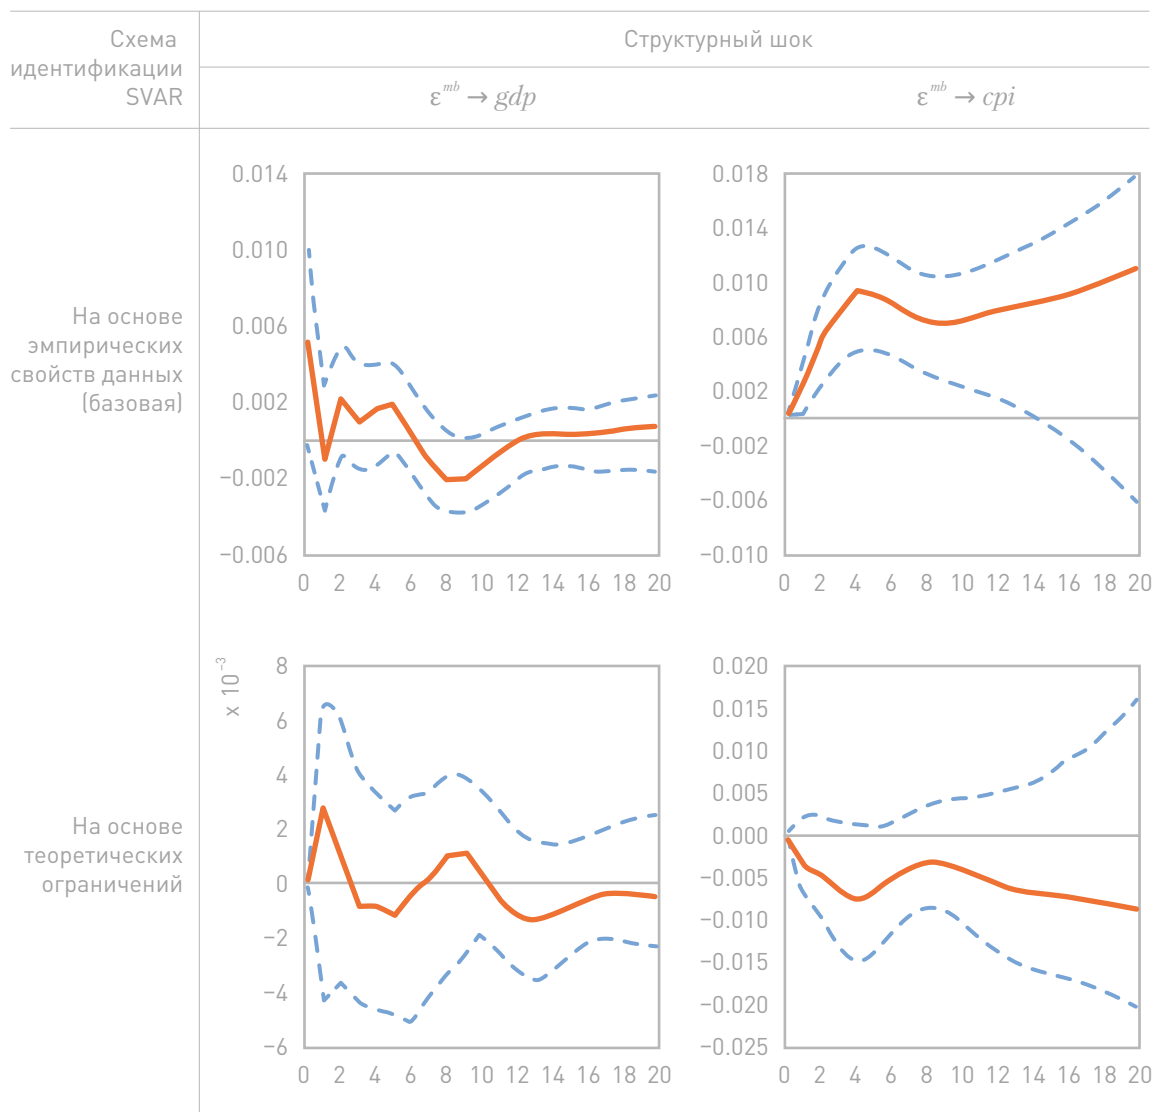 Схема
идентификации
SVAR
Структурный шок
ε^mb → gdp
ε^mb → cpi
На основе
эмпирических
свойств данных
(базовая)
0.014
0.010
0.006
0.002
−0.002
−0.006
0 2 4 6 8 10 12 14 16 18 20
0.018
0.014
0.010
0.006
0.002
−0.002
−0.006
−0.010
0 2 4 6 8 10 12 14 16 18 20
На основе
теоретических
ограничений
x 10^−3
8
6
4
2
0
−2
−4
−6
0 2 4 6 8 10 12 14 16 18 20
0.020
0.015
0.010
0.005
0.000
−0.005
−0.010
−0.015
−0.020
−0.025
0 2 4 6 8 10 12 14 16 18 20